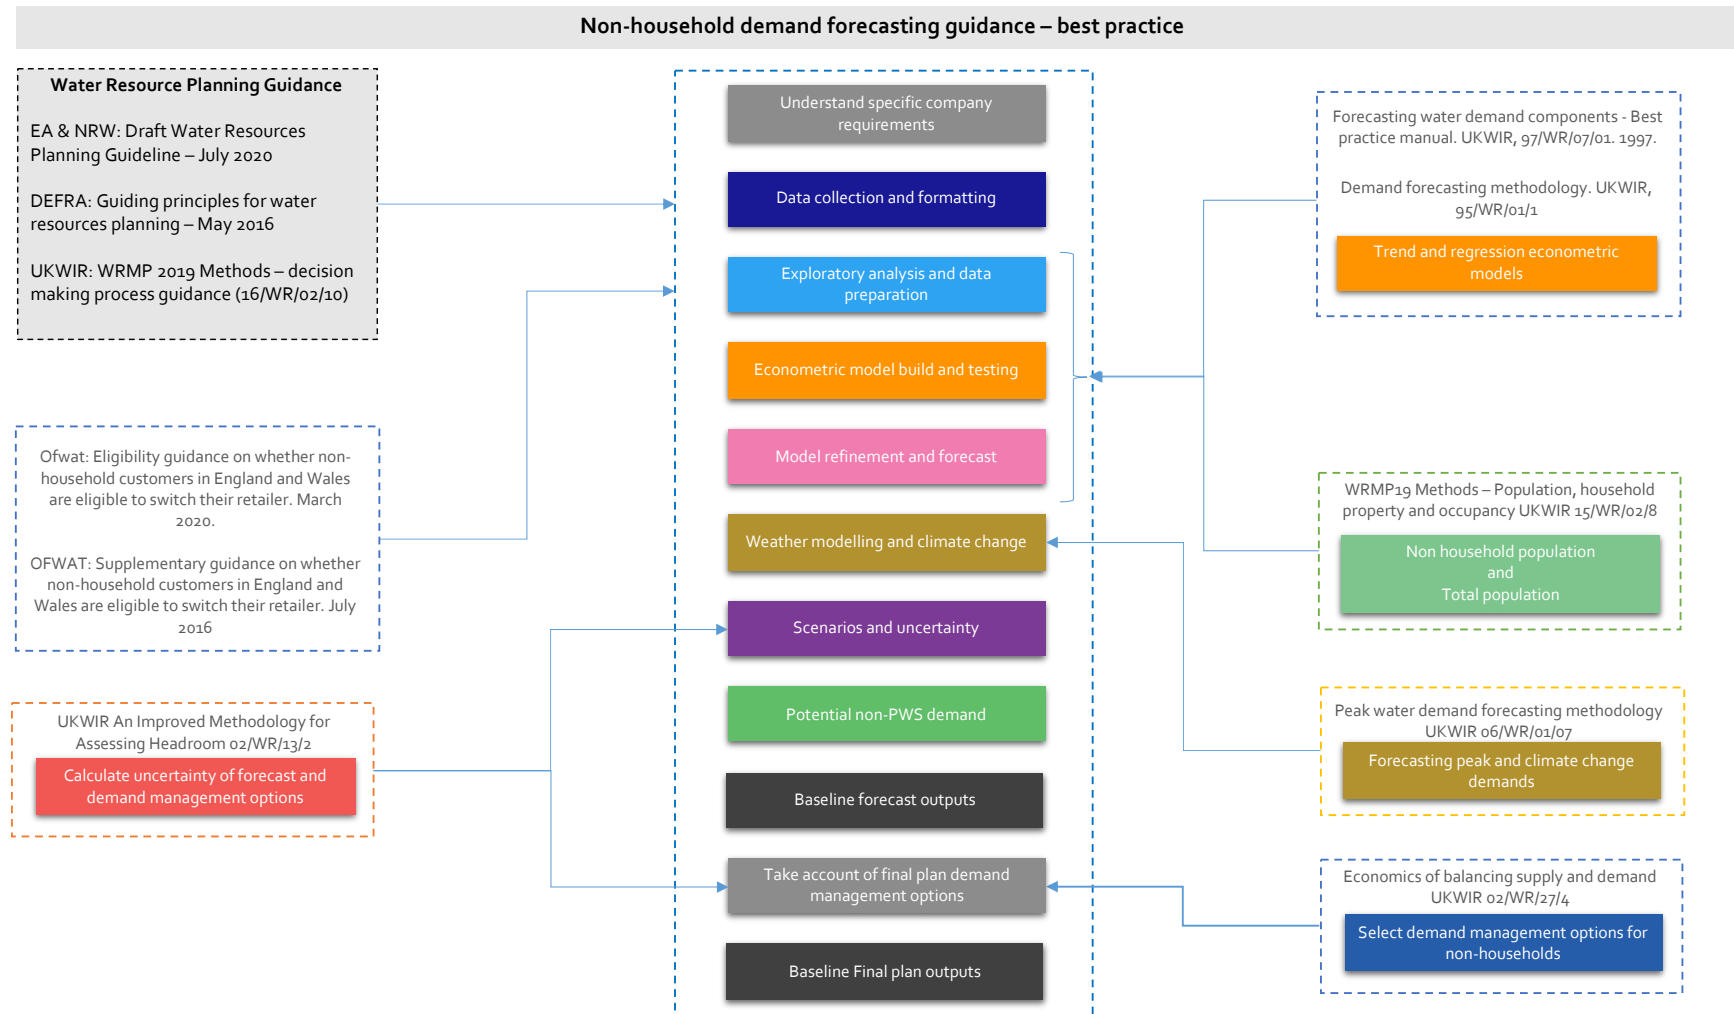 Non-household demand forecasting guidance – best practice
Water Resource Planning Guidance
EA & NRW: Draft Water Resources
Planning Guideline – July 2020
DEFRA: Guiding principles for water
resources planning – May 2016
UKWIR: WRMP 2019 Methods – decision
making process guidance (16/WR/02/10)
Ofwat: Eligibility guidance on whether non-
household customers in England and Wales
are eligible to switch their retailer. March
2020.
OFWAT: Supplementary guidance on whether
non-household customers in England and
Wales are eligible to switch their retailer. July
2016
UKWIR An Improved Methodology for
Assessing Headroom 02/WR/13/2
Calculate uncertainty of forecast and
demand management options
Understand specific company
requirements
Data collection and formatting
Exploratory analysis and data
preparation
Econometric model build and testing
Model refinement and forecast
Weather modelling and climate change
Scenarios and uncertainty
Potential non-PWS demand
Baseline forecast outputs
Take account of final plan demand
management options
Baseline Final plan outputs
Forecasting water demand components - Best
practice manual. UKWIR, 97/WR/07/01. 1997.
Demand forecasting methodology. UKWIR,
95/WR/01/1
Trend and regression econometric
models
WRMP19 Methods – Population, household
property and occupancy UKWIR 15/WR/02/8
Non household population
and
Total population
Peak water demand forecasting methodology
UKWIR 06/WR/01/07
Forecasting peak and climate change
demands
Economics of balancing supply and demand
UKWIR 02/WR/27/4
Select demand management options for
non-households